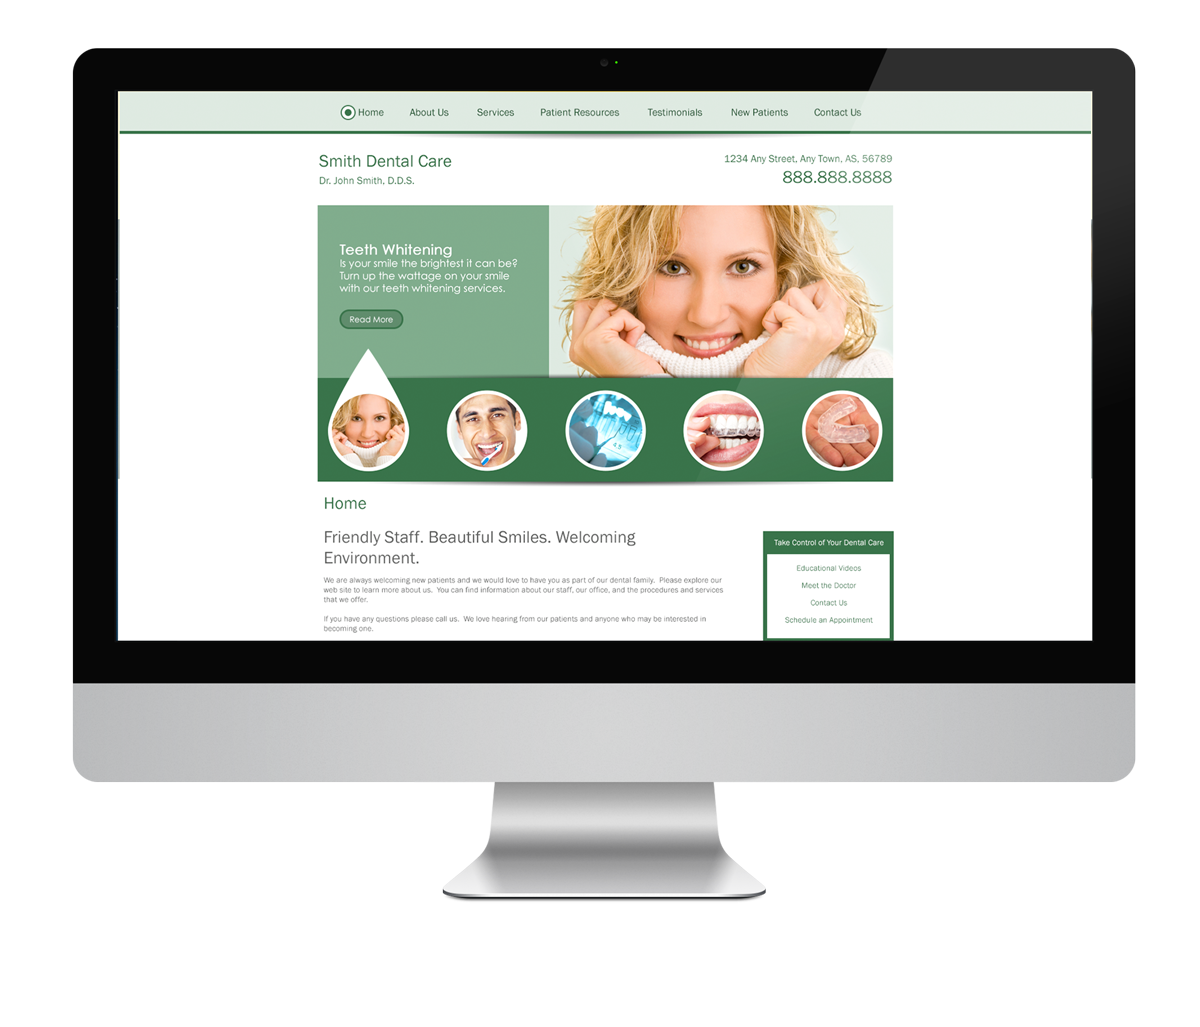 Home About Us Services Patient Resources Testimonials New Patients Contact Us
Smith Dental Care
Dr. John Smith, D.D.S.
1234 Any Street, Any Town, AS, 56789
888.888.8888
Teeth Whitening
Is your smile the brightest it can be?
Turn up the wattage on your smile
with our teeth whitening services.
Read More
Home
Friendly Staff. Beautiful Smiles. Welcoming
Environment.
We are always welcoming new patients and we would love to have you as part of our dental family. Please explore our
web site to learn more about us. You can find information about our staff, our office, and the procedures and services
that we offer.
If you have any questions please call us. We love hearing from our patients and anyone who may be interested in
becoming one.
Take Control of Your Dental Care
Educational Videos
Meet the Doctor
Contact Us
Schedule an Appointment